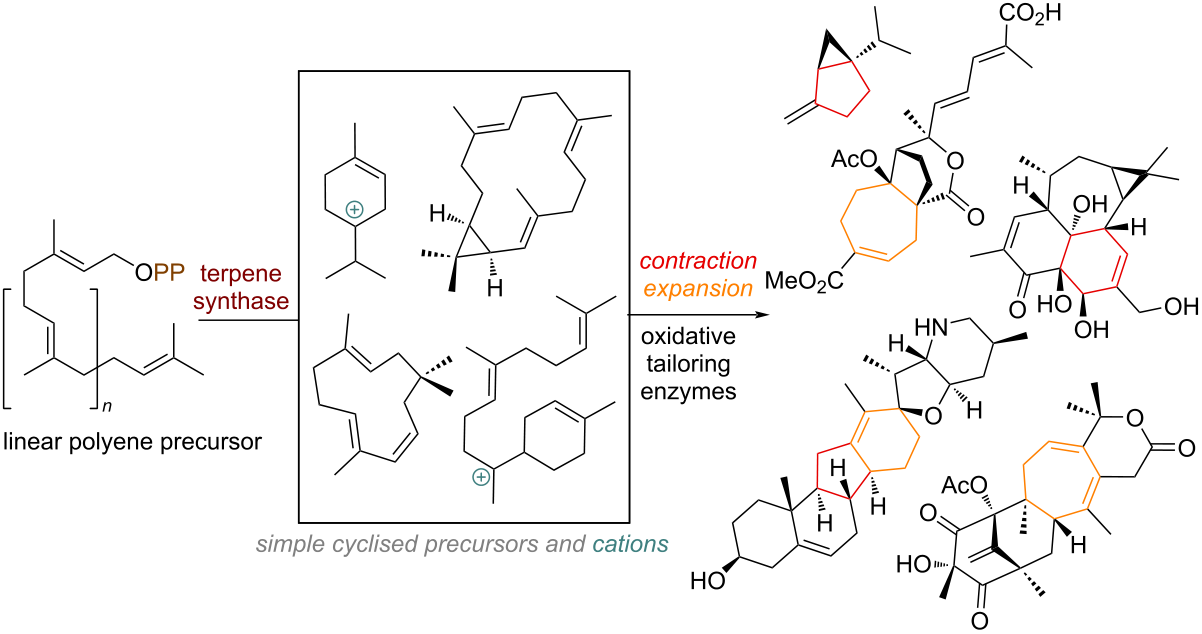 OPP
n
linear polyene precursor
terpene
synthase
H
H
simple cyclised precursors and cations
contraction
expansion
oxidative
tailoring
enzymes
CO2H
AcO
O
O
MeO2C
H
OH
H
O
HO
OH
OH
HN
H
O
H
H
H
H
HO
O
O
AcO
O
H
HO
O